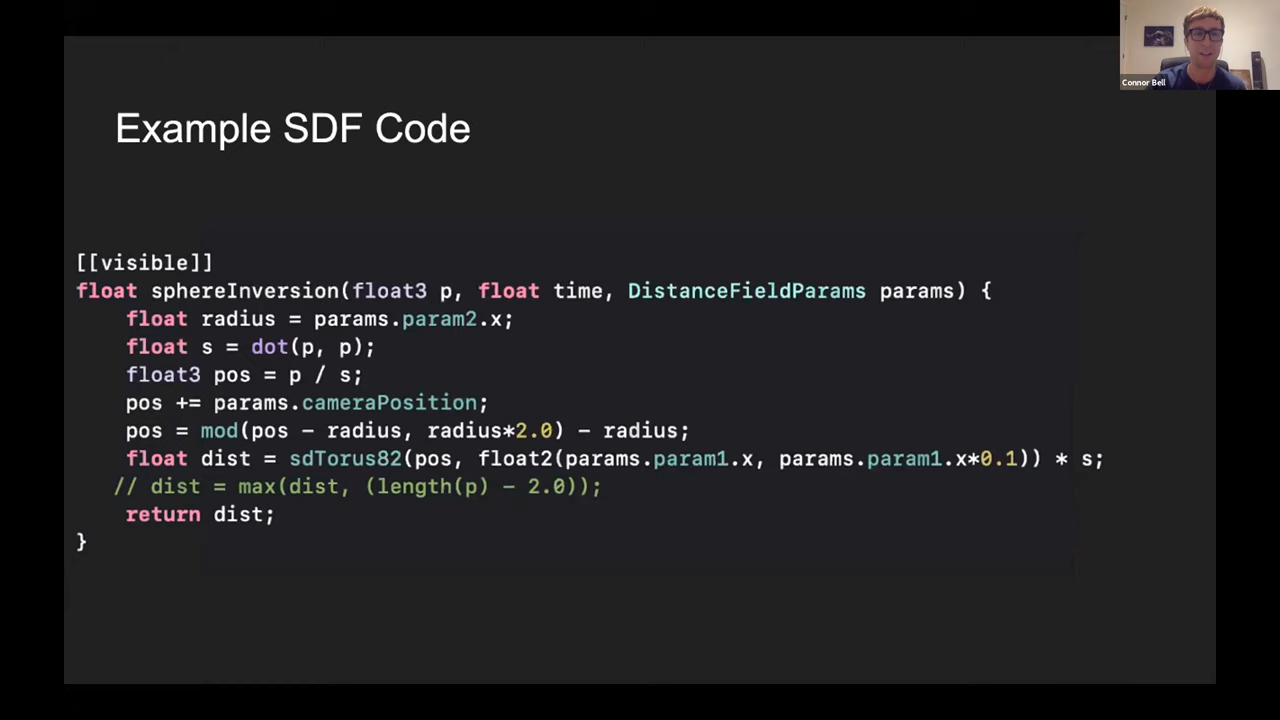 Connor Bell
Example SDF Code
[[visible]]
float sphereInversion(float3 p, float time, DistanceFieldParams params) {
    float radius = params.param2.x;
    float s = dot(p, p);
    float3 pos = p / s;
    pos += params.cameraPosition;
    pos = mod(pos - radius, radius*2.0) - radius;
    float dist = sdTorus82(pos, float2(params.param1.x, params.param1.x*0.1)) * s;
   // dist = max(dist, (length(p) - 2.0));
    return dist;
}